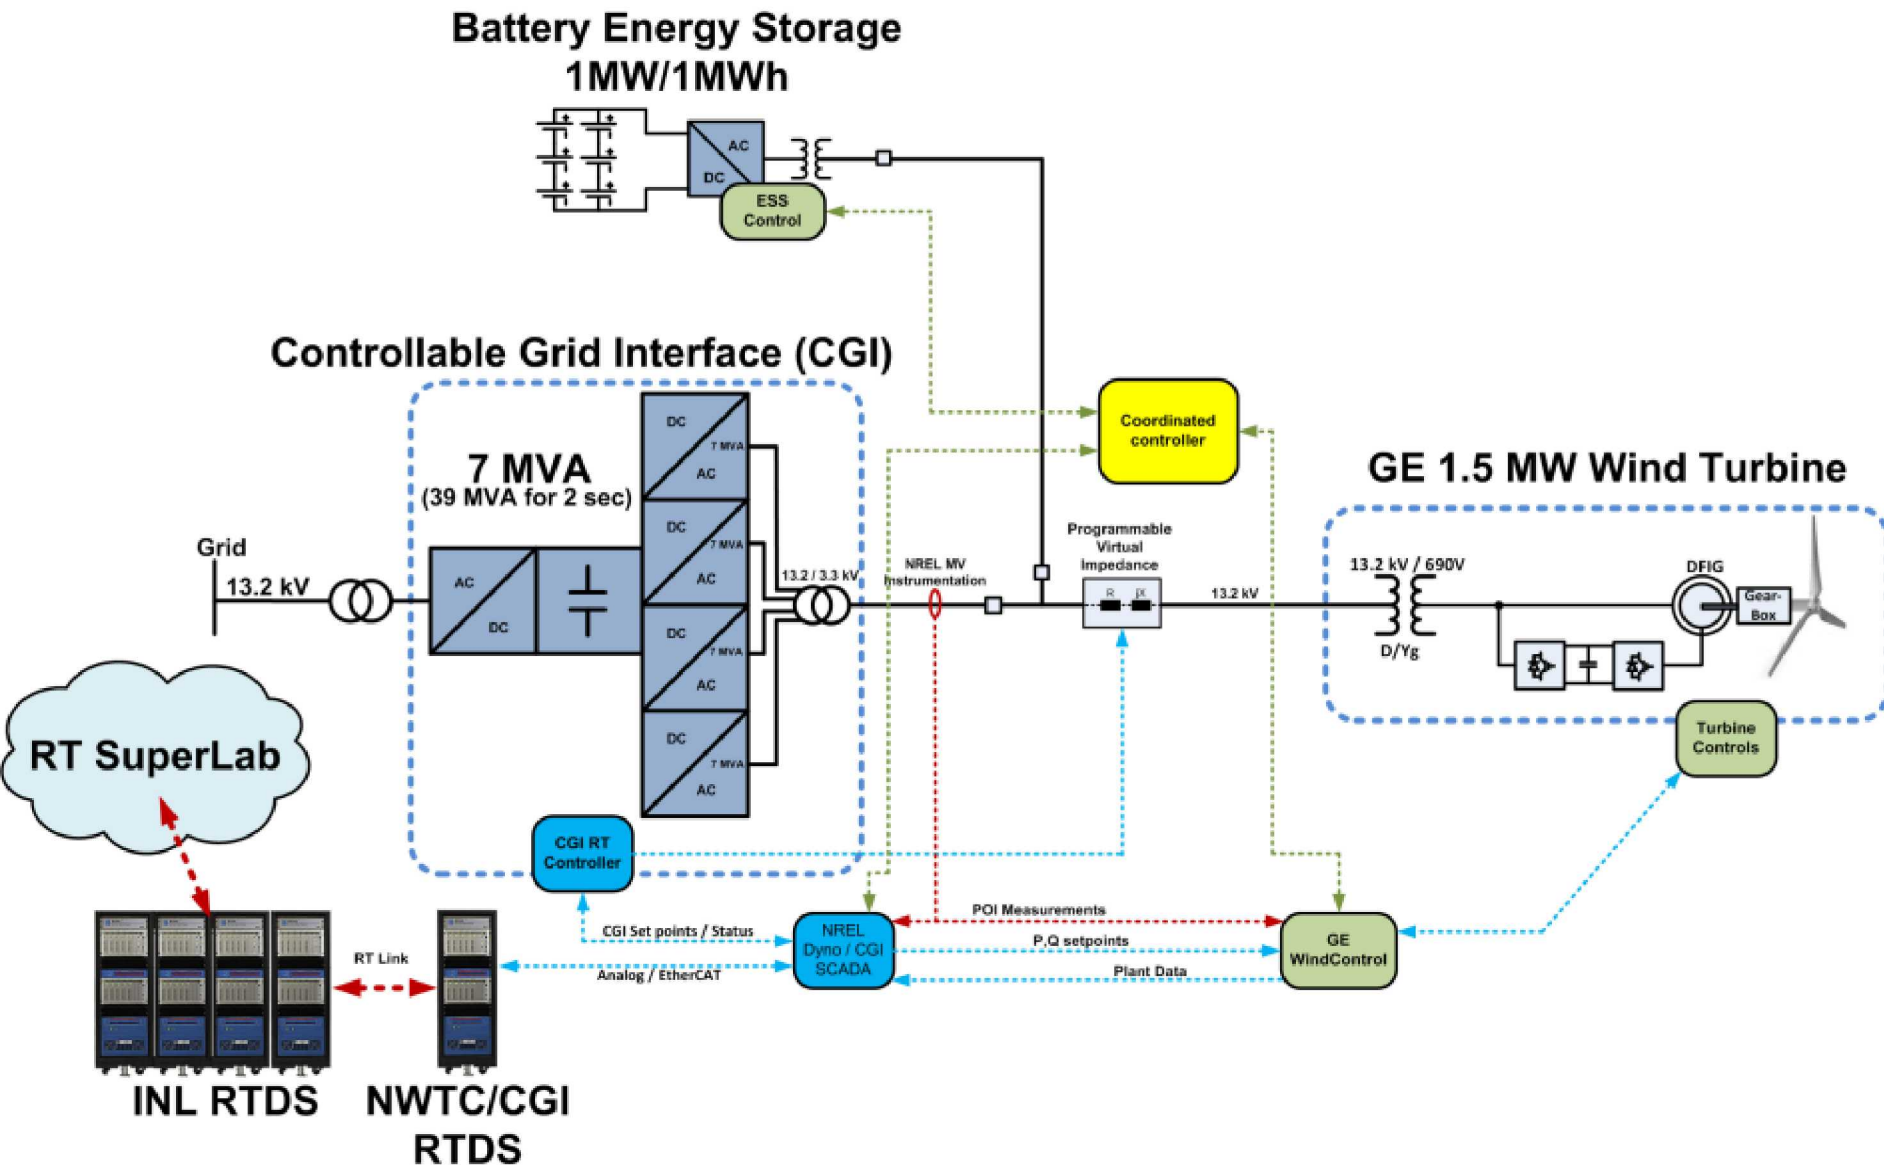 Battery Energy Storage
1MW/1MWh
AC
DC
ESS
Control
Controllable Grid Interface (CGI)
7 MVA
(39 MVA for 2 sec)
DC
7 MVA
AC
DC
7 MVA
AC
DC
7 MVA
AC
DC
7 MVA
AC
Grid
13.2 kV
AC
DC
13.2 / 3.3 kV
NREL MV
Instrumentation
Coordinated
controller
Programmable
Virtual
Impedance
R
jX
13.2 kV
GE 1.5 MW Wind Turbine
13.2 kV / 690V
D/Yg
DFIG
Gear-
Box
Turbine
Controls
RT SuperLab
CGI RT
Controller
CGI Set points / Status
Analog / EtherCAT
NREL
Dyno / CGI
SCADA
POI Measurements
P,Q setpoints
Plant Data
GE
WindControl
RT Link
INL RTDS
NWTC/CGI
RTDS